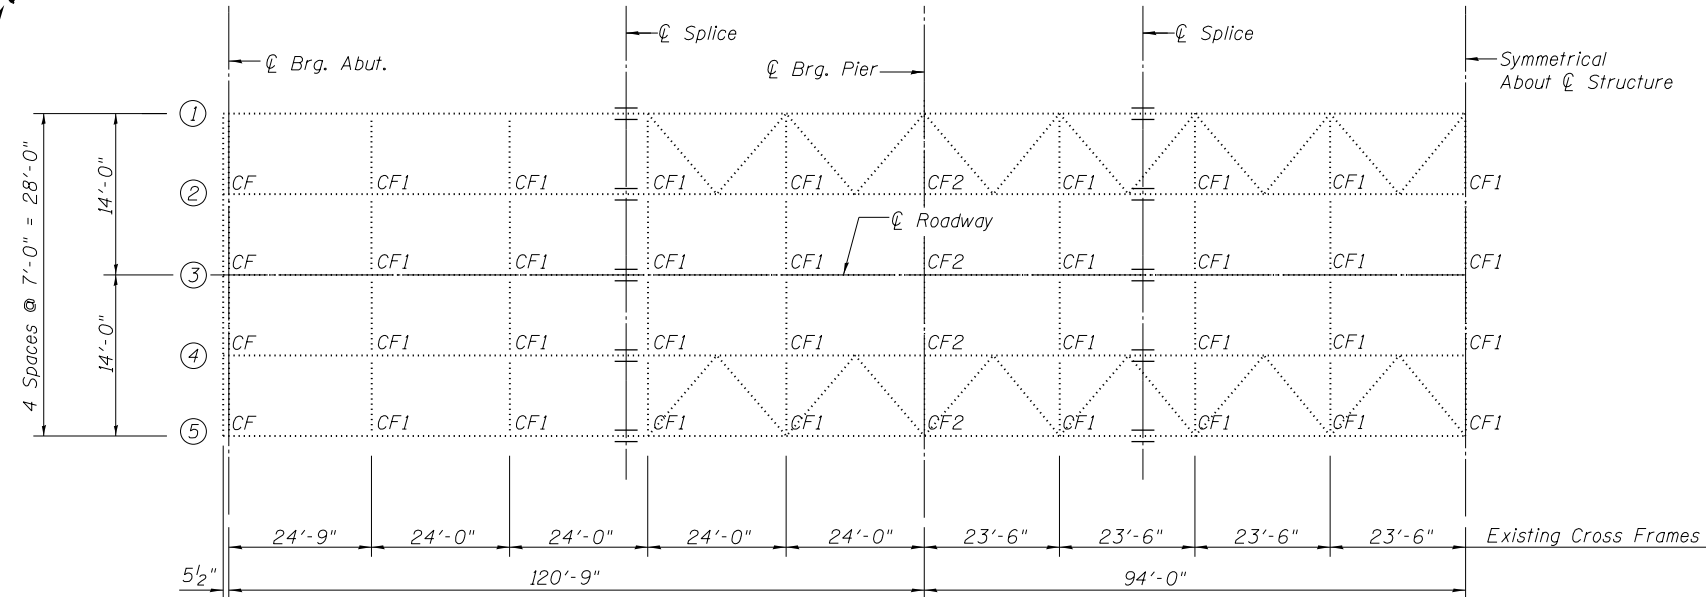 ℄ Splice
℄ Splice
℄ Brg. Abut.
℄ Brg. Pier
Symmetrical
About ℄ Structure
1
2
3
4
5
4 Spaces @ 7'-0" = 28'-0"
14'-0"
14'-0"
CF CF1 CF1 CF1 CF1 CF2 CF1 CF1 CF1 CF1
℄ Roadway
CF CF1 CF1 CF1 CF1 CF2 CF1 CF1 CF1 CF1
CF CF1 CF1 CF1 CF1 CF2 CF1 CF1 CF1 CF1
CF CF1 CF1 CF1 CF1 CF2 CF1 CF1 CF1 CF1
24'-9" 24'-0" 24'-0" 24'-0" 24'-0" 23'-6" 23'-6" 23'-6" 23'-6" Existing Cross Frames
5½" 120'-9" 94'-0"